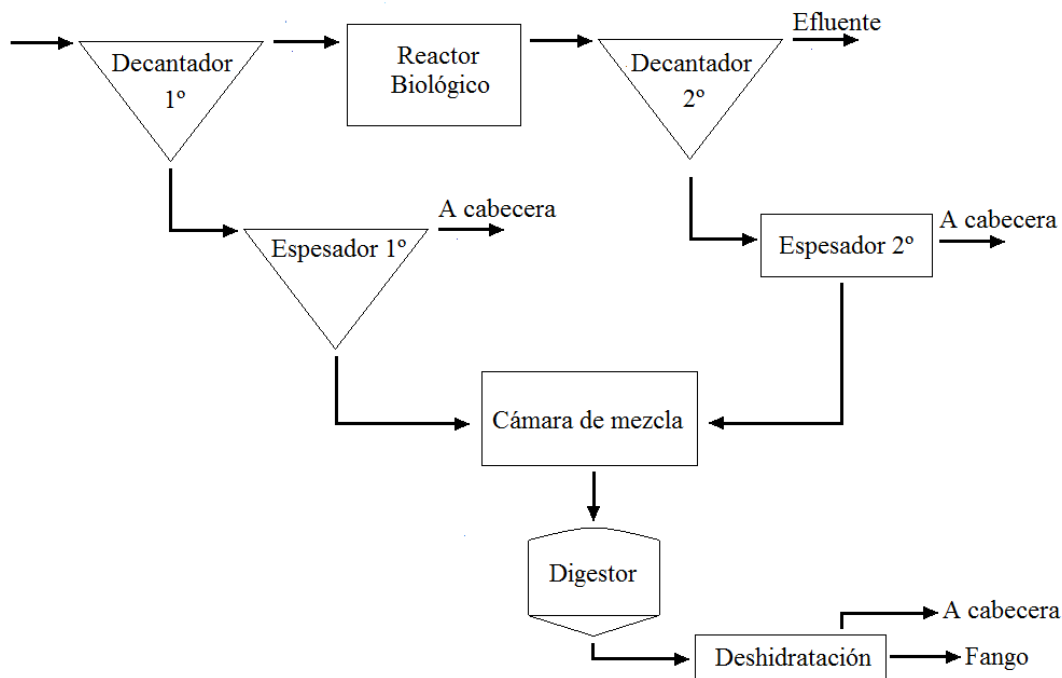 Efluente
Decantador
1º
Reactor
Biológico
Decantador
2º
A cabecera
Espesador 1º
A cabecera
Espesador 2º
Cámara de mezcla
Digestor
A cabecera
Deshidratación
Fango